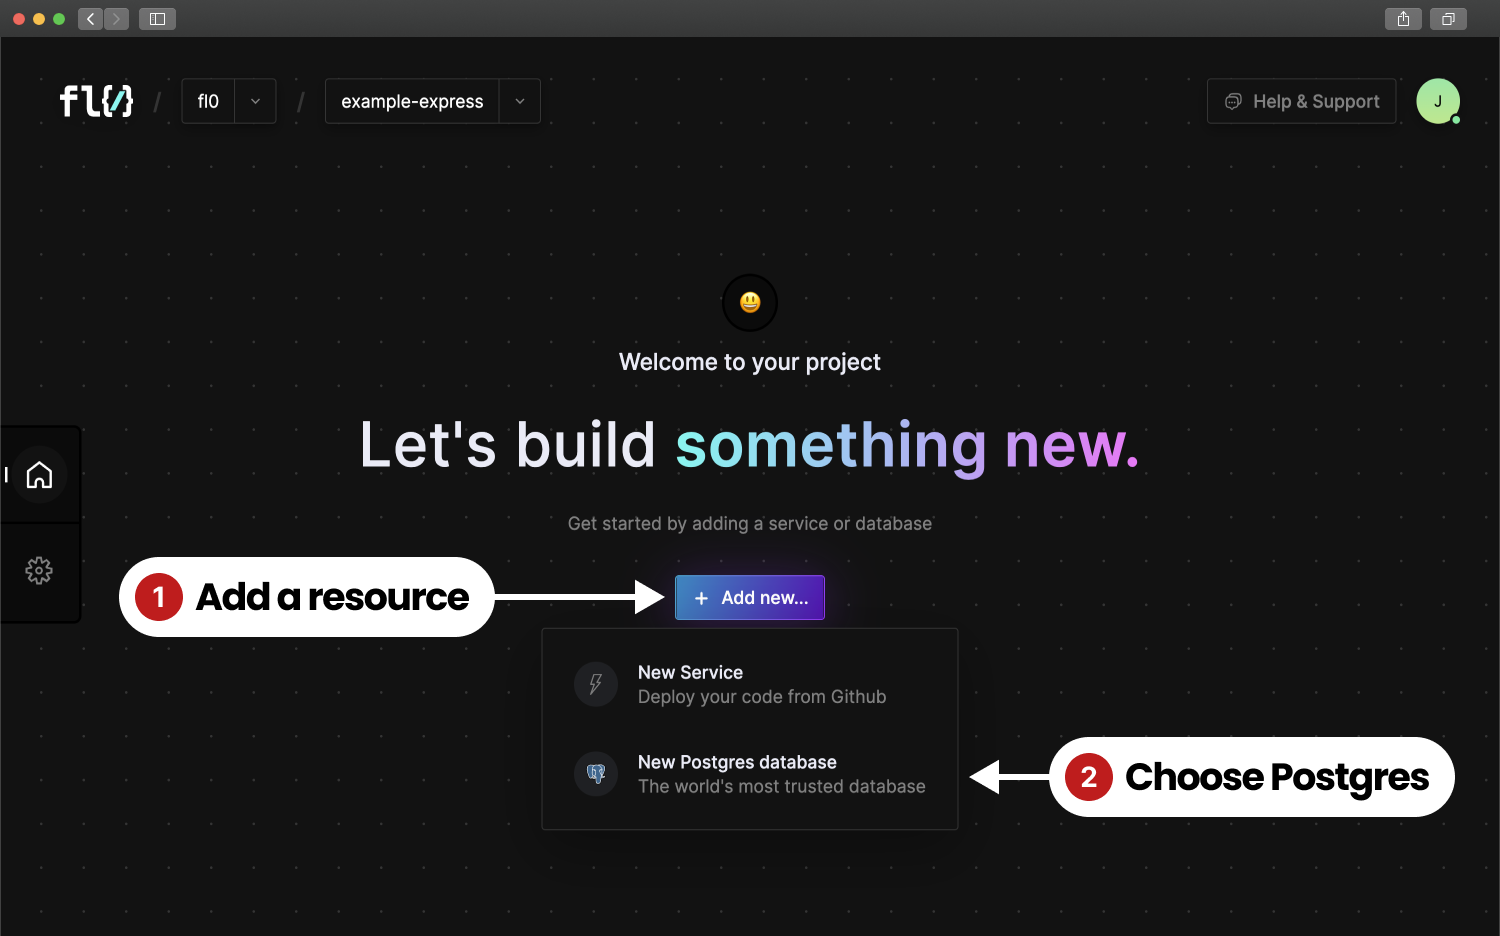 fl{/}
/
fl0
/
example-express
Help & Support
J
Welcome to your project
Let's build something new.
Get started by adding a service or database
1 Add a resource
+ Add new...
New Service
Deploy your code from Github
New Postgres database
The world's most trusted database
2 Choose Postgres